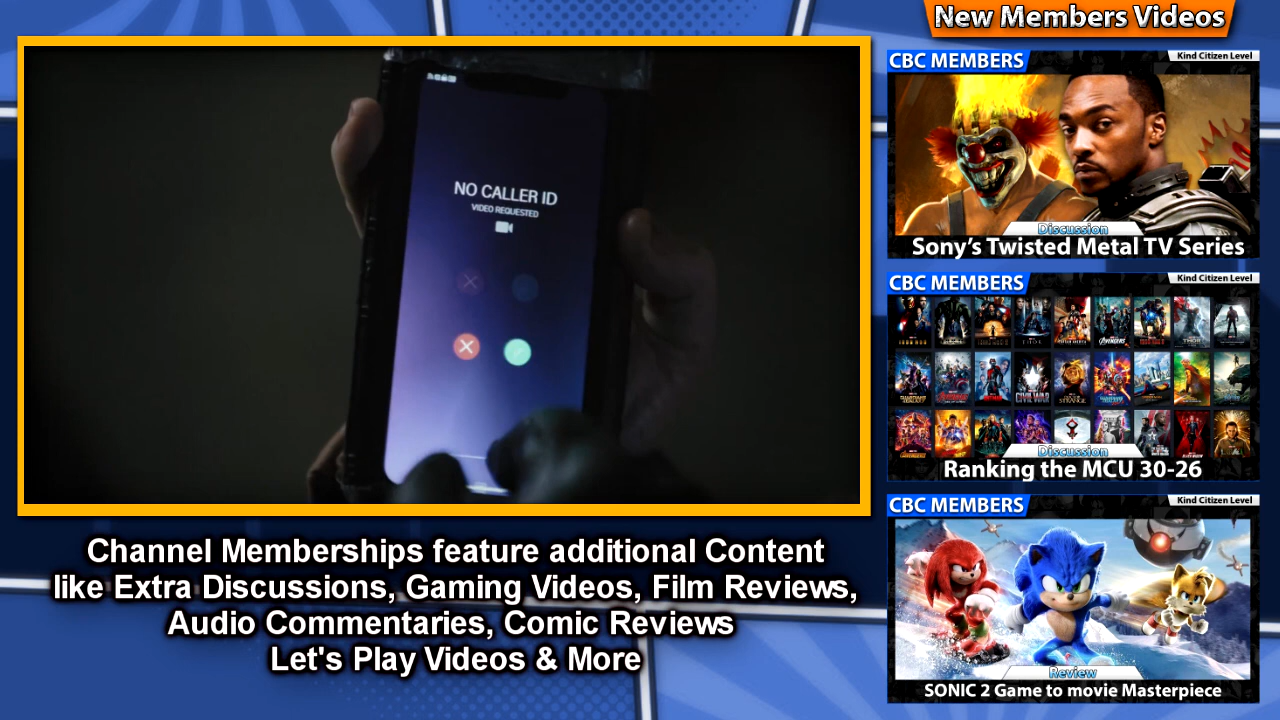 New Members Videos
NO CALLER ID
VIDEO REQUESTED
CBC MEMBERS
Kind Citizen Level
Discussion
Sony's Twisted Metal TV Series
CBC MEMBERS
Kind Citizen Level
CIVIL WAR
Discussion
Ranking the MCU 30-26
CBC MEMBERS
Kind Citizen Level
Review
SONIC 2 Game to movie Masterpiece
Channel Memberships feature additional Content
like Extra Discussions, Gaming Videos, Film Reviews,
Audio Commentaries, Comic Reviews
Let's Play Videos & More